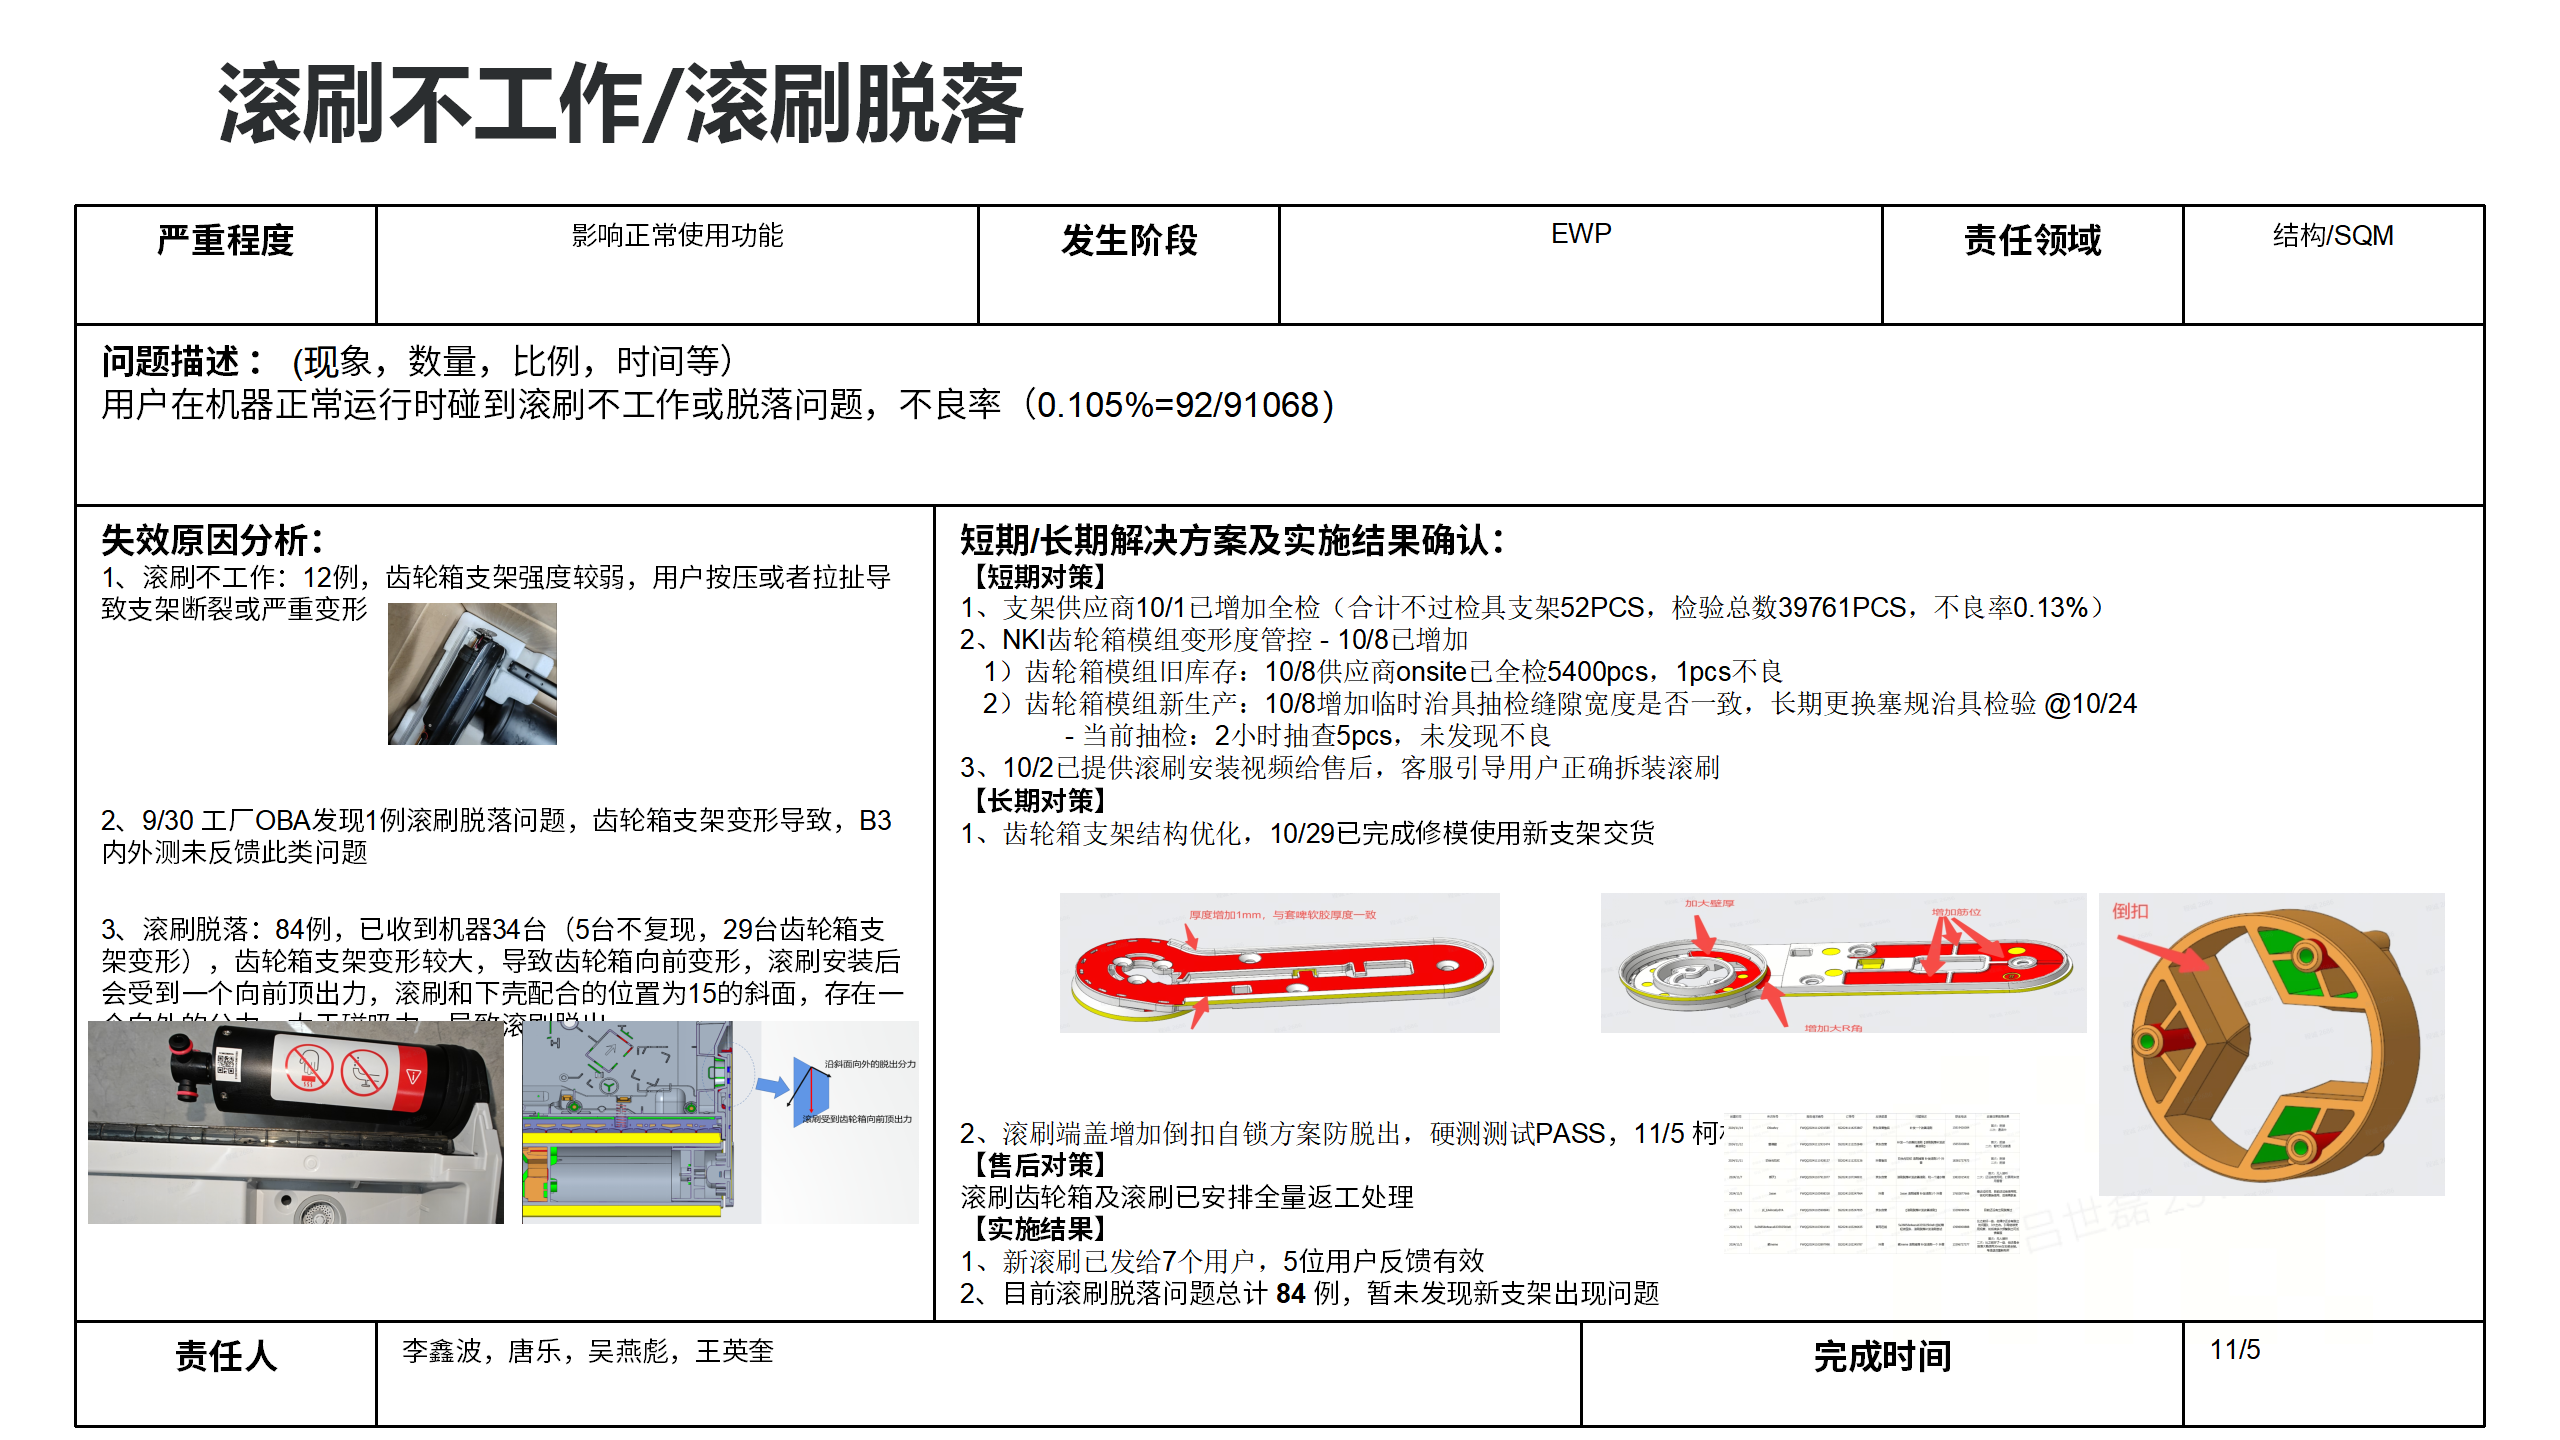 滚刷不工作/滚刷脱落
严重程度
影响正常使用功能
发生阶段
EWP
责任领域
结构/SQM
问题描述： (现象，数量，比例，时间等）
用户在机器正常运行时碰到滚刷不工作或脱落问题，不良率（0.105%=92/91068)
失效原因分析：
1、滚刷不工作：12例，齿轮箱支架强度较弱，用户按压或者拉扯导
致支架断裂或严重变形
2、9/30 工厂OBA发现1例滚刷脱落问题，齿轮箱支架变形导致，B3
内外测未反馈此类问题
3、滚刷脱落：84例，已收到机器34台（5台不复现，29台齿轮箱支
架变形），齿轮箱支架变形较大，导致齿轮箱向前变形，滚刷安装后
会受到一个向前顶出力，滚刷和下壳配合的位置为15的斜面，存在一
个向外的分力，大于磁吸力，导致滚刷脱出
沿斜面向外的脱出分力
滚刷受到齿轮箱向前顶出力
短期/长期解决方案及实施结果确认：
【短期对策】
1、支架供应商10/1已增加全检（合计不过检具支架52PCS，检验总数39761PCS，不良率0.13%）
2、NKI齿轮箱模组变形度管控 - 10/8已增加
1）齿轮箱模组旧库存：10/8供应商onsite已全检5400pcs，1pcs不良
2）齿轮箱模组新生产：10/8增加临时治具抽检缝隙宽度是否一致，长期更换塞规治具检验 @10/24
- 当前抽检：2小时抽查5pcs，未发现不良
3、10/2已提供滚刷安装视频给售后，客服引导用户正确拆装滚刷
【长期对策】
1、齿轮箱支架结构优化，10/29已完成修模使用新支架交货
厚度增加1mm，与套啤软胶厚度一致
加大壁厚
增加筋位
增加大R角
倒扣
2、滚刷端盖增加倒扣自锁方案防脱出，硬测测试PASS，11/5 柯
【售后对策】
滚刷齿轮箱及滚刷已安排全量返工处理
【实施结果】
1、新滚刷已发给7个用户，5位用户反馈有效
2、目前滚刷脱落问题总计 84 例，暂未发现新支架出现问题
吕世磊
责任人
李鑫波，唐乐，吴燕彪，王英奎
完成时间
11/5